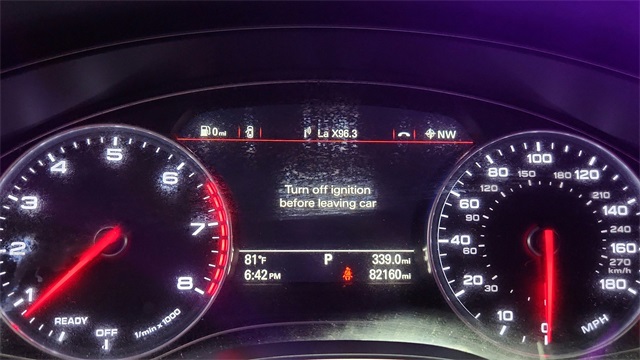 0mi La X96.3 NW
Turn off ignition
before leaving car
81°F P 339.0mi
6:42PM 82160mi
1 2 3 4 5 6 7 8
READY OFF 1/min x 1000
0 10 20 40 60 80 100 120 140 160 180
MPH
30 60 90 120 150 180 210 240 270
km/h